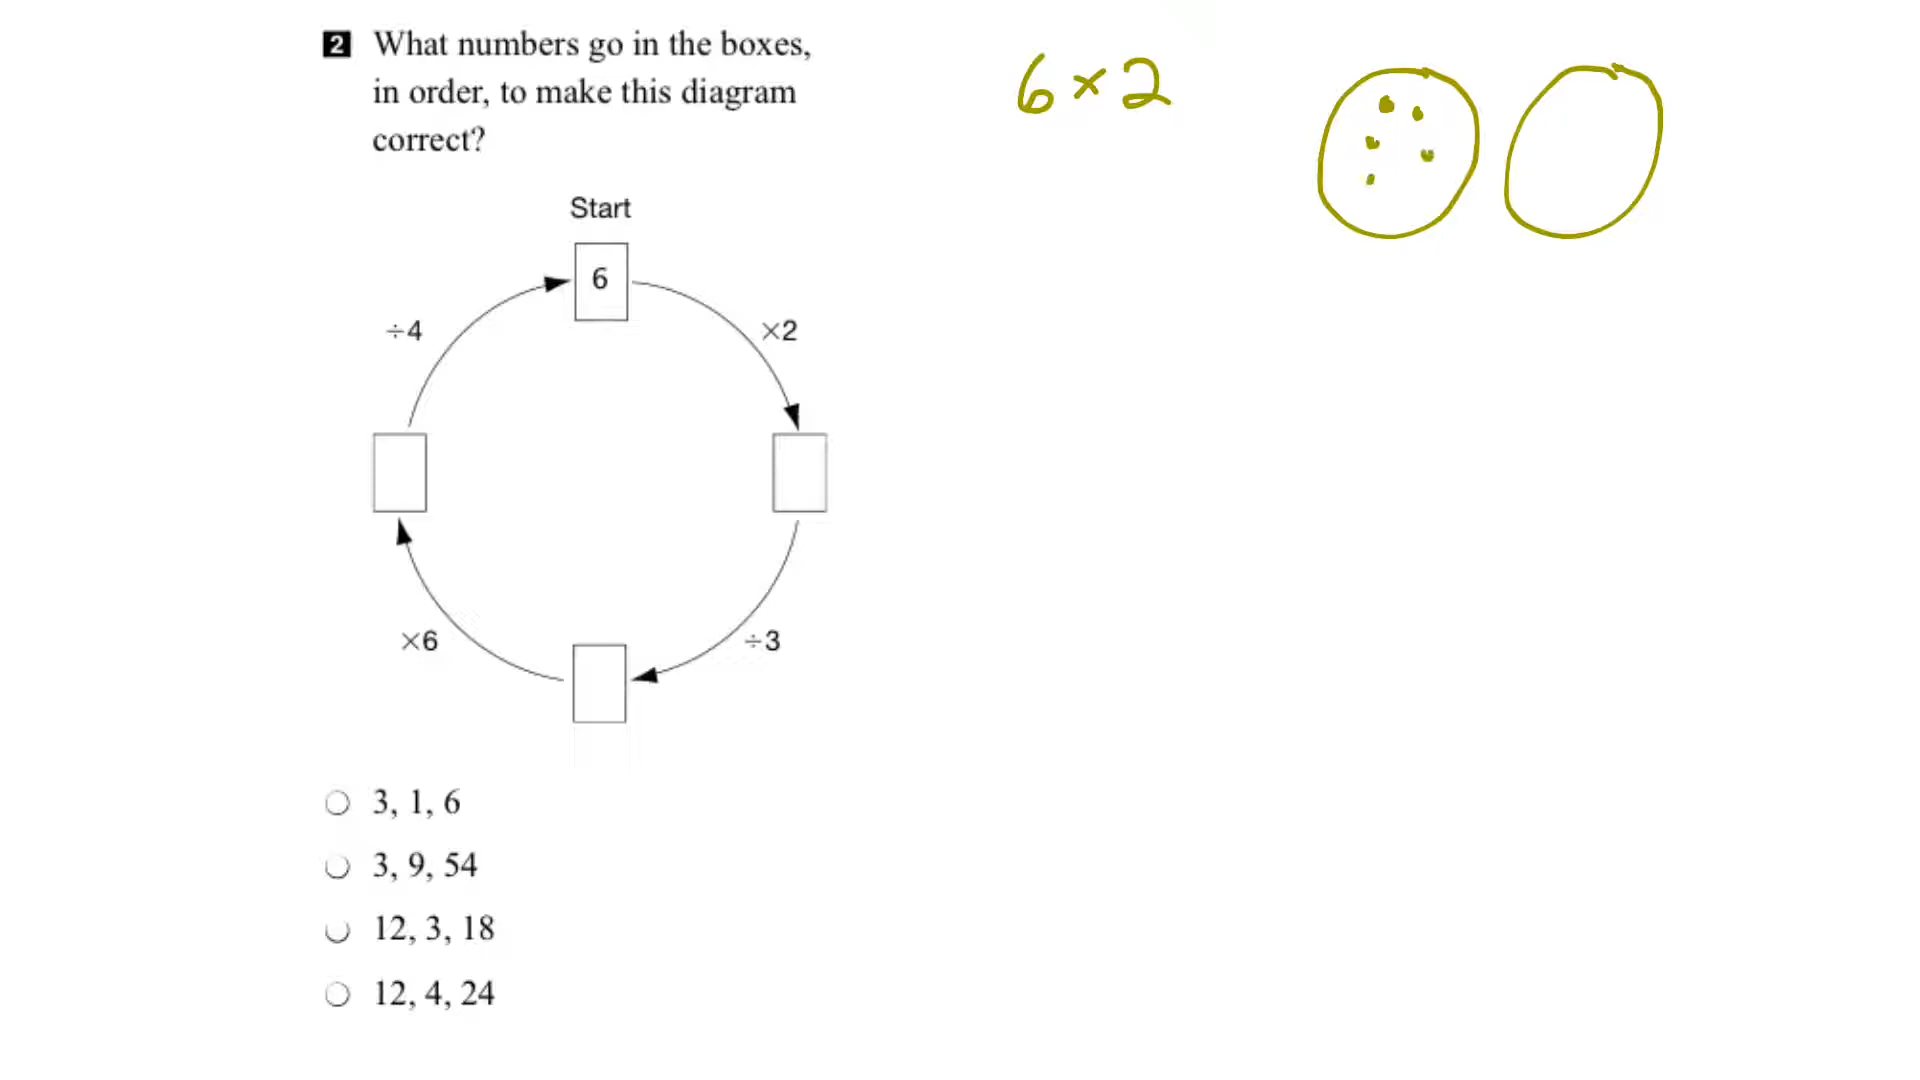 2 What numbers go in the boxes,
in order, to make this diagram
correct?
6 × 2
Start
6
÷4
×2
×6
÷3
3, 1, 6
3, 9, 54
12, 3, 18
12, 4, 24